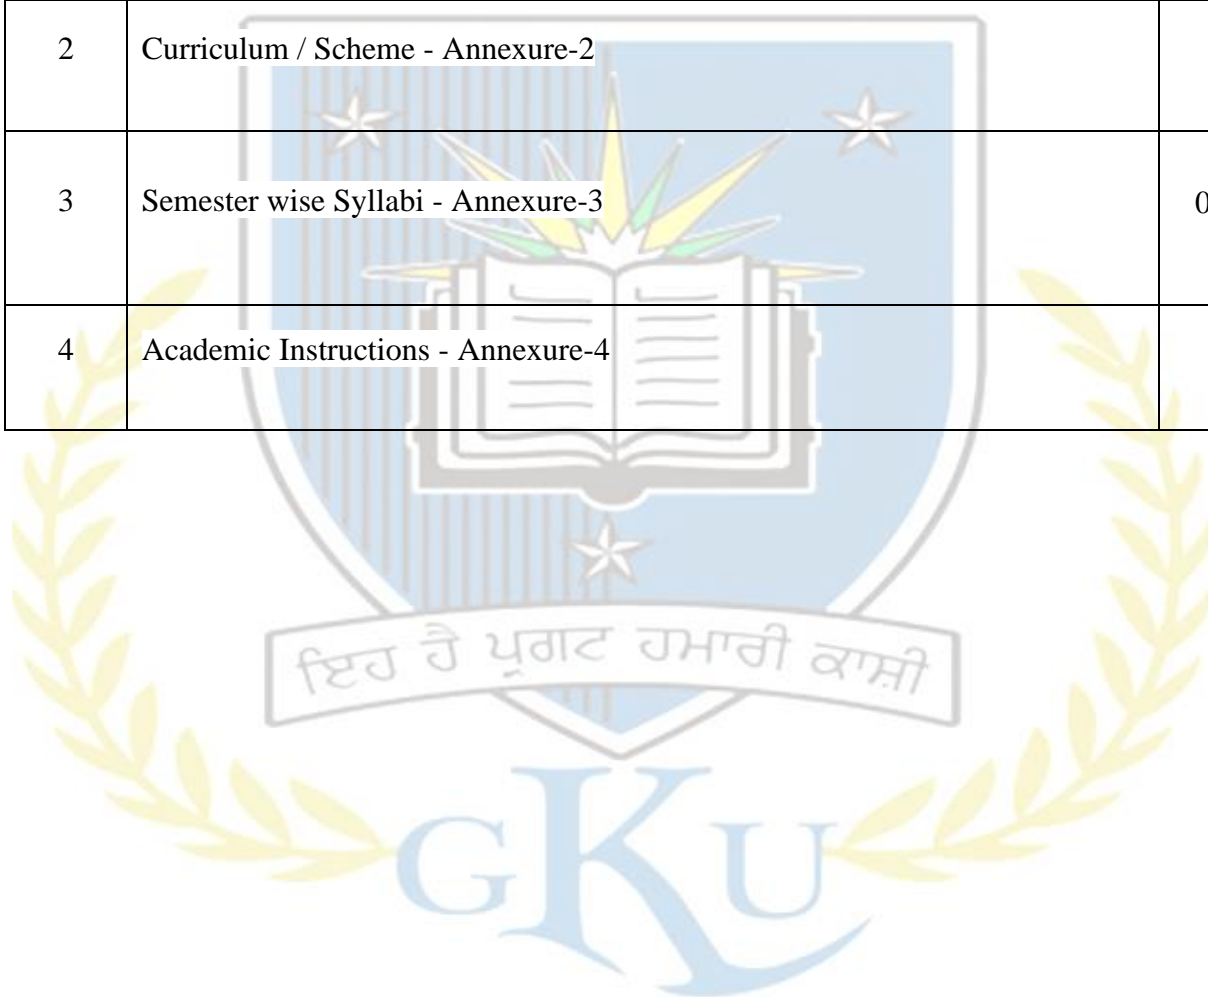 2 Curriculum / Scheme - Annexure-2
3 Semester wise Syllabi - Annexure-3 0
4 Academic Instructions - Annexure-4
ਇਹ ਹੈ ਪ੍ਰਗਟ ਹਮਾਰੀ ਕਾਸ਼ੀ
GKU